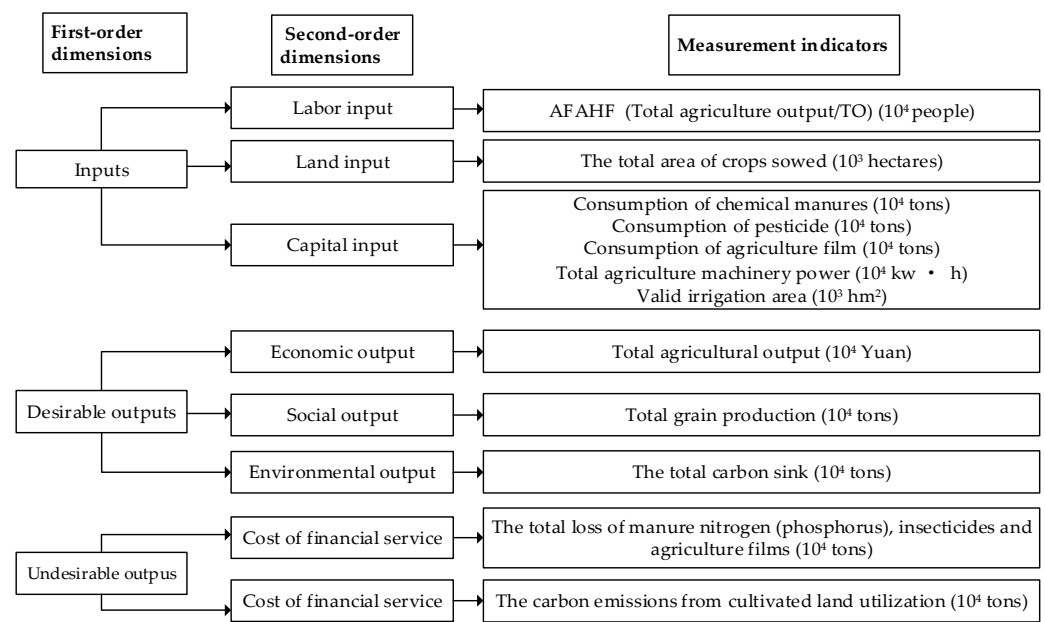 First-order
dimensions
Second-order
dimensions
Measurement indicators
Inputs
Labor input
AFAHF (Total agriculture output/TO) (10⁴ people)
Land input
The total area of crops sowed (10³ hectares)
Capital input
Consumption of chemical manures (10⁴ tons)
Consumption of pesticide (10⁴ tons)
Consumption of agriculture film (10⁴ tons)
Total agriculture machinery power (10⁴ kw • h)
Valid irrigation area (10³ hm²)
Desirable outputs
Economic output
Total agricultural output (10⁴ Yuan)
Social output
Total grain production (10⁴ tons)
Environmental output
The total carbon sink (10⁴ tons)
Undesirable outpus
Cost of financial service
The total loss of manure nitrogen (phosphorus), insecticides and
agriculture films (10⁴ tons)
Cost of financial service
The carbon emissions from cultivated land utilization (10⁴ tons)